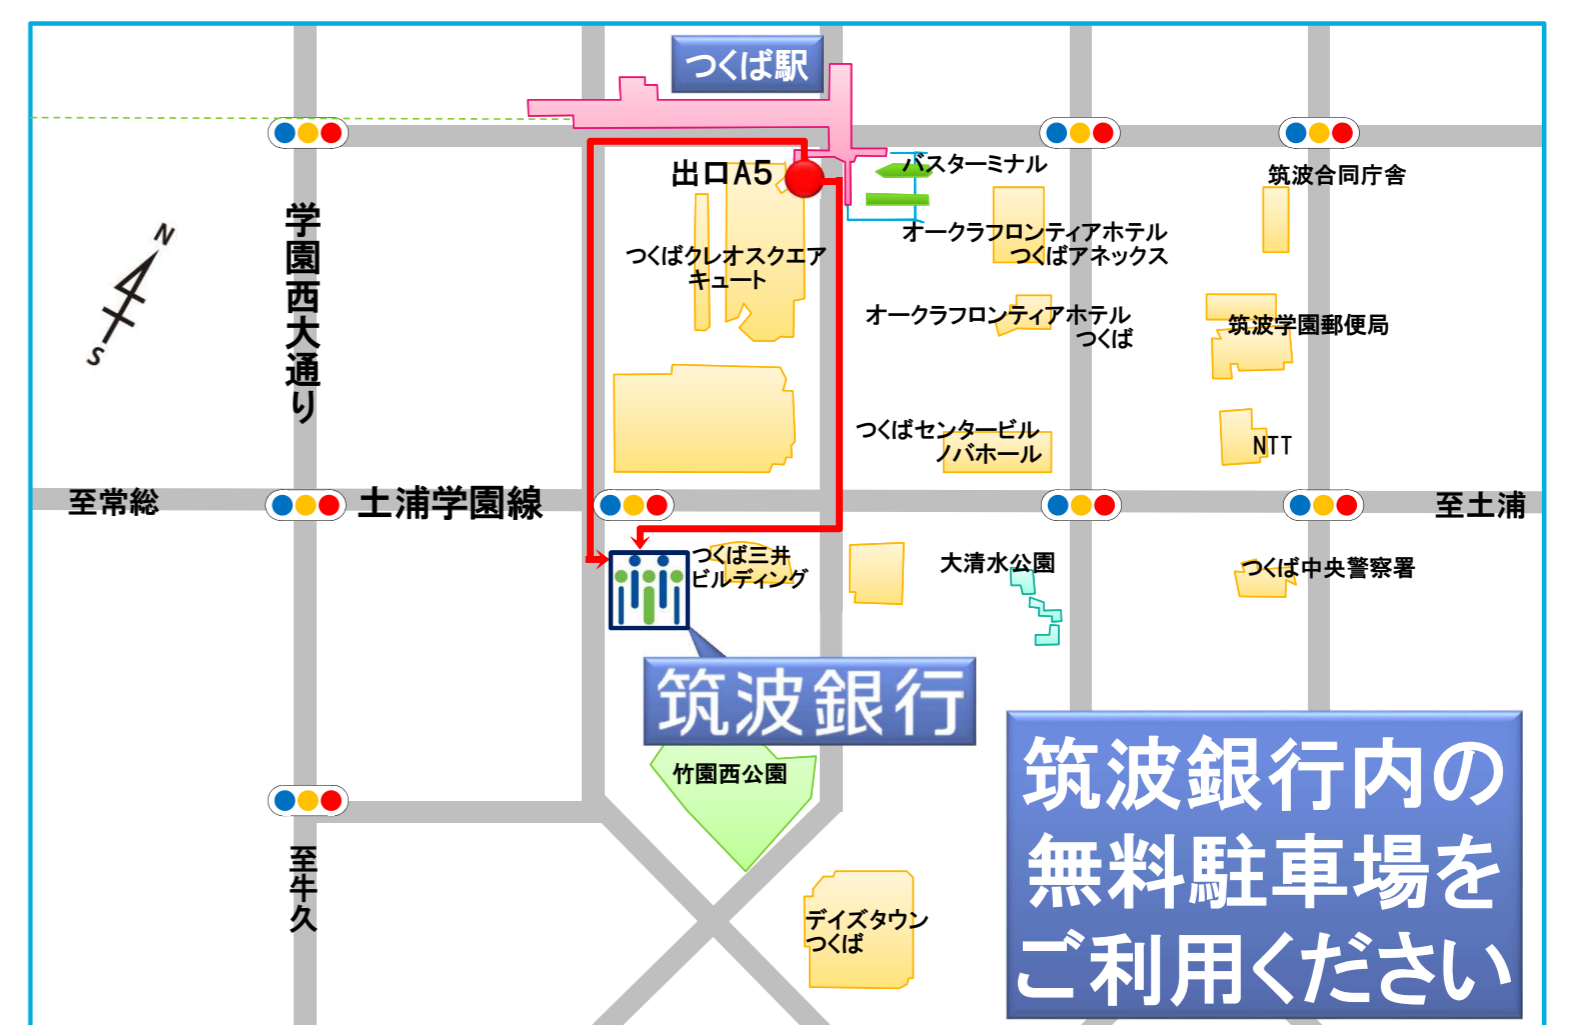 つくば駅
出口A5
バスターミナル
筑波合同庁舎
学園西大通り
N
S
つくばクレオスクエア
キュート
オークラフロンティアホテル
つくばアネックス
オークラフロンティアホテル
つくば
筑波学園郵便局
つくばセンタービル
ノバホール
NTT
至常総
土浦学園線
至土浦
つくば三井
ビルディング
大清水公園
つくば中央警察署
筑波銀行
竹園西公園
至牛久
デイズタウン
つくば
筑波銀行内の
無料駐車場を
ご利用ください